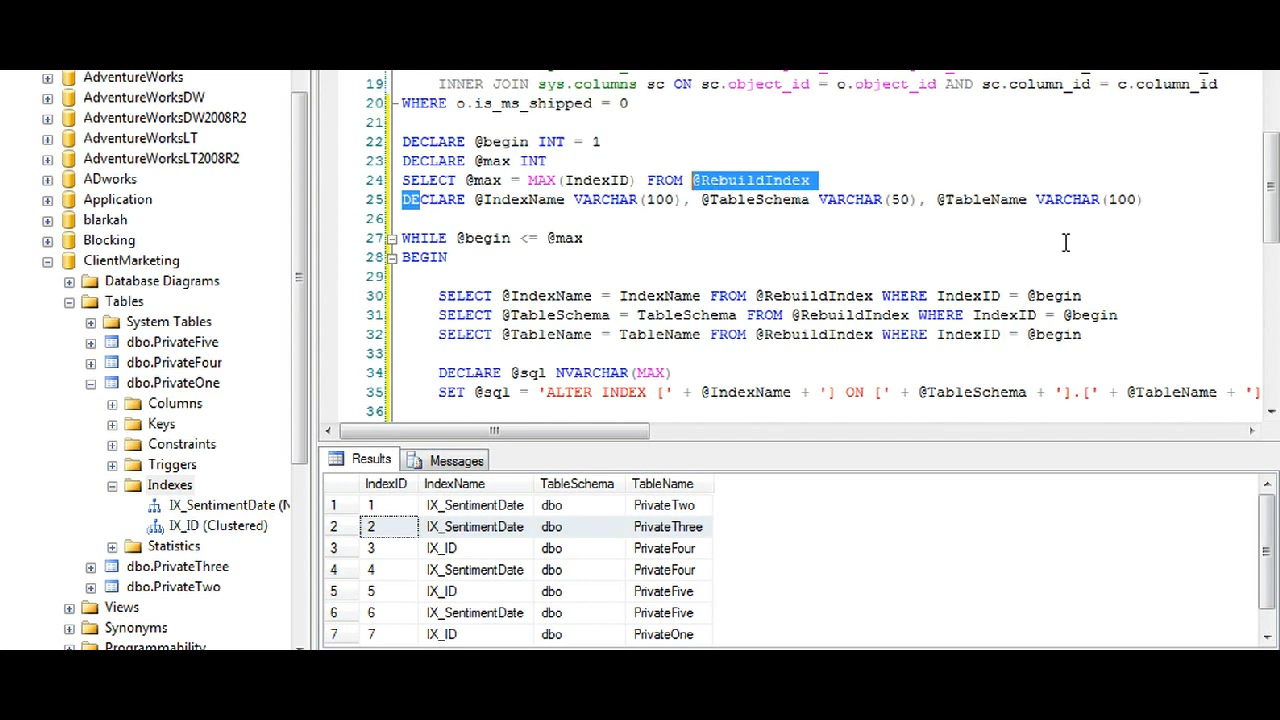 AdventureWorks
AdventureWorksDW
AdventureWorksDW2008R2
AdventureWorksLT
AdventureWorksLT2008R2
ADworks
Application
blarkah
Blocking
ClientMarketing
Database Diagrams
Tables
System Tables
dbo.PrivateFive
dbo.PrivateFour
dbo.PrivateOne
Columns
Keys
Constraints
Triggers
Indexes
IX_SentimentDate (N
IX_ID (Clustered)
Statistics
dbo.PrivateThree
dbo.PrivateTwo
Views
Synonyms
Programmability
19 INNER JOIN sys.columns sc ON sc.object_id = o.object_id AND sc.column_id = c.column_id
20 WHERE o.is_ms_shipped = 0
21
22 DECLARE @begin INT = 1
23 DECLARE @max INT
24 SELECT @max = MAX(IndexID) FROM @RebuildIndex
25 DECLARE @IndexName VARCHAR(100), @TableSchema VARCHAR(50), @TableName VARCHAR(100)
26
27 WHILE @begin <= @max
28 BEGIN
29
30 SELECT @IndexName = IndexName FROM @RebuildIndex WHERE IndexID = @begin
31 SELECT @TableSchema = TableSchema FROM @RebuildIndex WHERE IndexID = @begin
32 SELECT @TableName = TableName FROM @RebuildIndex WHERE IndexID = @begin
33
34 DECLARE @sql NVARCHAR(MAX)
35 SET @sql = 'ALTER INDEX [' + @IndexName + '] ON [' + @TableSchema + '].[' + @TableName + ']
36
Results Messages
IndexID IndexName TableSchema TableName
1 1 IX_SentimentDate dbo PrivateTwo
2 2 IX_SentimentDate dbo PrivateThree
3 3 IX_ID dbo PrivateFour
4 4 IX_SentimentDate dbo PrivateFour
5 5 IX_ID dbo PrivateFive
6 6 IX_SentimentDate dbo PrivateFive
7 7 IX_ID dbo PrivateOne